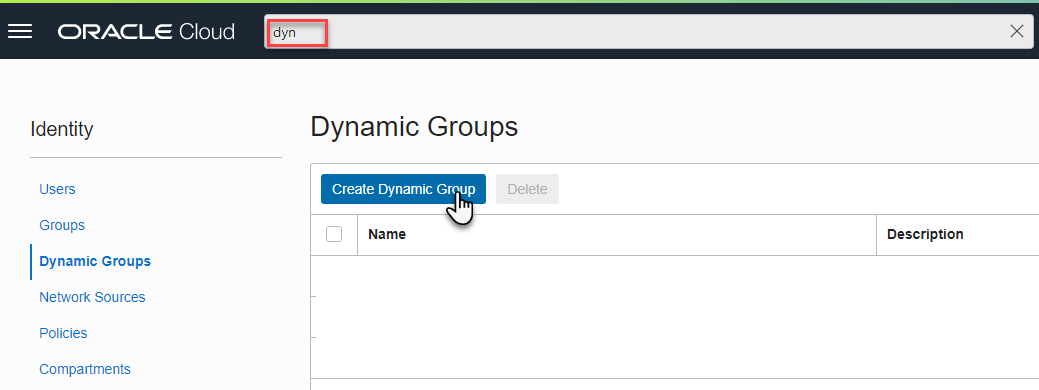 ORACLE Cloud
dyn
Identity
Users
Groups
Dynamic Groups
Network Sources
Policies
Compartments
Dynamic Groups
Create Dynamic Group
Delete
Name
Description